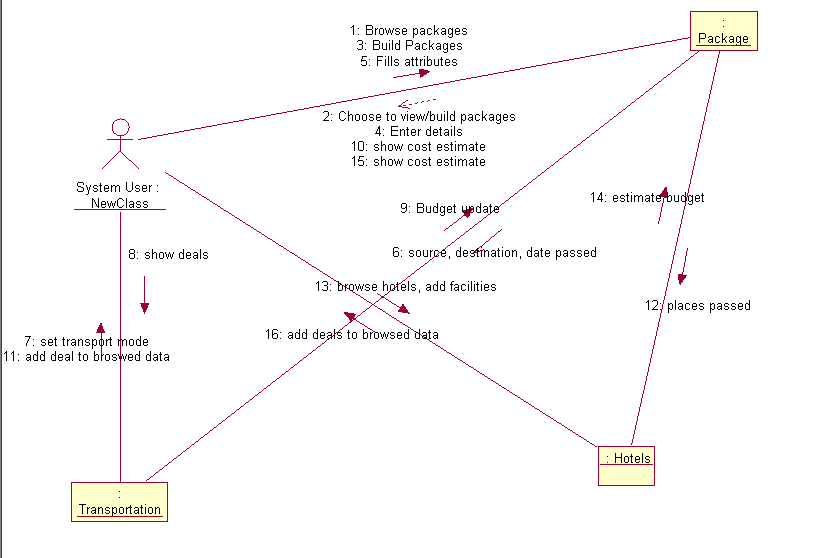 :
Package
1: Browse packages
3: Build Packages
5: Fills attributes
2: Choose to view/build packages
4: Enter details
10: show cost estimate
15: show cost estimate
System User :
NewClass
9: Budget update
14: estimate budget
8: show deals
6: source, destination, date passed
13: browse hotels, add facilities
12: places passed
7: set transport mode
11: add deal to broswed data
16: add deals to browsed data
: Hotels
:
Transportation